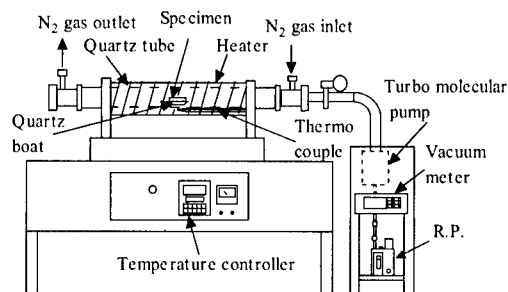 N₂ gas outlet
Specimen
Quartz tube
Heater
N₂ gas inlet
Turbo molecular
pump
Quartz
boat
Thermo
couple
Vacuum
meter
R.P.
Temperature controller